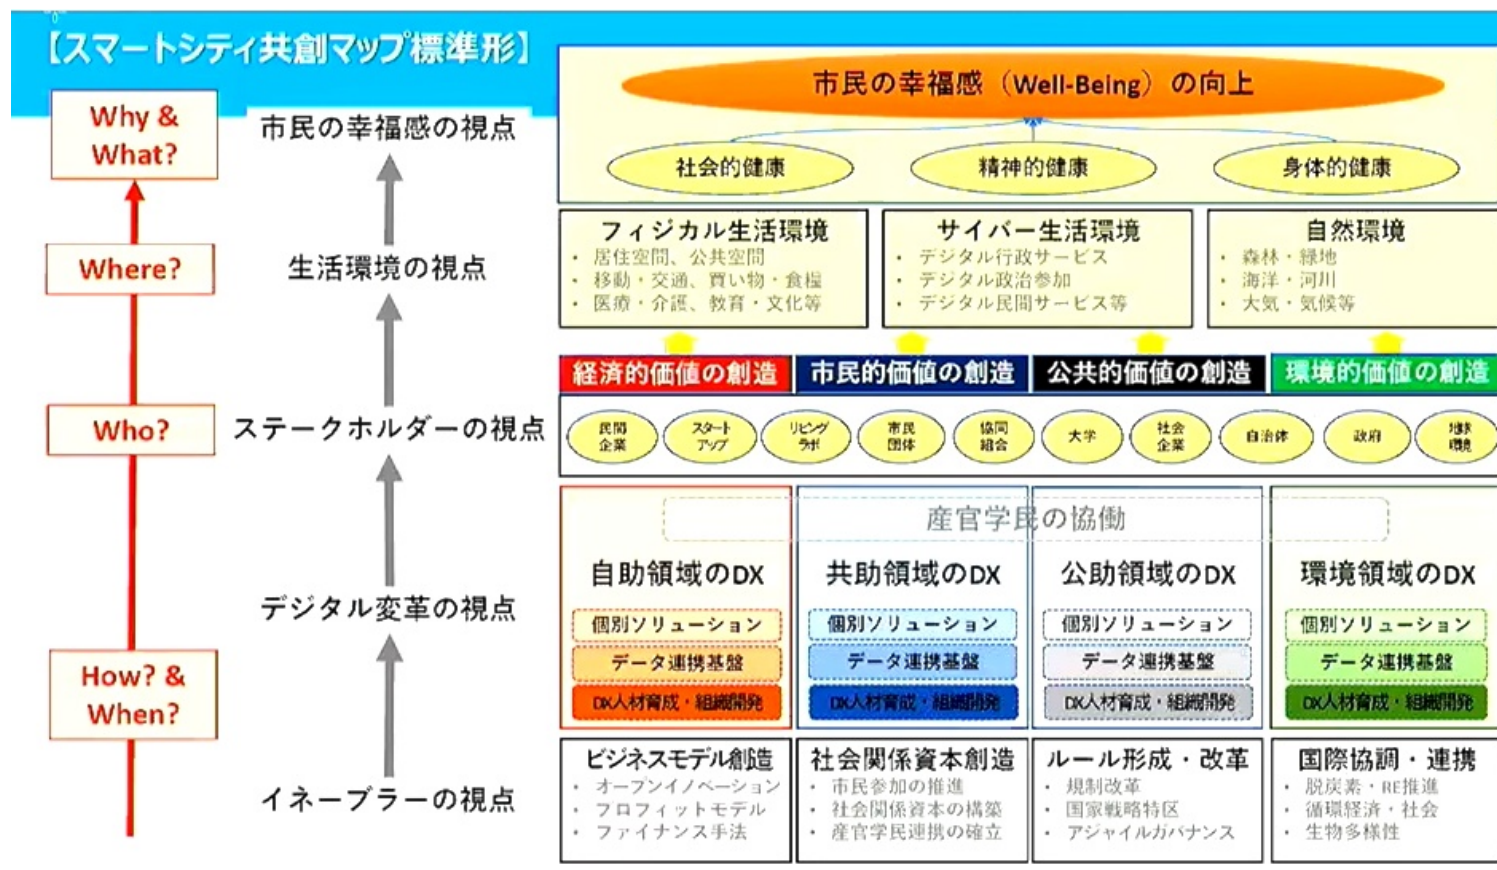 【スマートシティ共創マップ標準形】
Why &
What?
市民の幸福感の視点
Where?
生活環境の視点
Who?
ステークホルダーの視点
デジタル変革の視点
How? &
When?
イネーブラーの視点
市民の幸福感（Well-Being）の向上
社会的健康
精神的健康
身体的健康
フィジカル生活環境
・ 居住空間、公共空間
・ 移動・交通、買い物・食糧
・ 医療・介護、教育・文化等
サイバー生活環境
・ デジタル行政サービス
・ デジタル政治参加
・ デジタル民間サービス等
自然環境
・ 森林・緑地
・ 海洋・河川
・ 大気・気候等
経済的価値の創造
市民的価値の創造
公共的価値の創造
環境的価値の創造
民間
企業
スタート
アップ
リビング
ラボ
市民
団体
協同
組合
大学
社会
企業
自治体
政府
地球
環境
産官学民の協働
自助領域のDX
個別ソリューション
データ連携基盤
DX人材育成・組織開発
共助領域のDX
個別ソリューション
データ連携基盤
DX人材育成・組織開発
公助領域のDX
個別ソリューション
データ連携基盤
DX人材育成・組織開発
環境領域のDX
個別ソリューション
データ連携基盤
DX人材育成・組織開発
ビジネスモデル創造
・ オープンイノベーション
・ プロフィットモデル
・ ファイナンス手法
社会関係資本創造
・ 市民参加の推進
・ 社会関係資本の構築
・ 産官学民連携の確立
ルール形成・改革
・ 規制改革
・ 国家戦略特区
・ アジャイルガバナンス
国際協調・連携
・ 脱炭素・RE推進
・ 循環経済・社会
・ 生物多様性